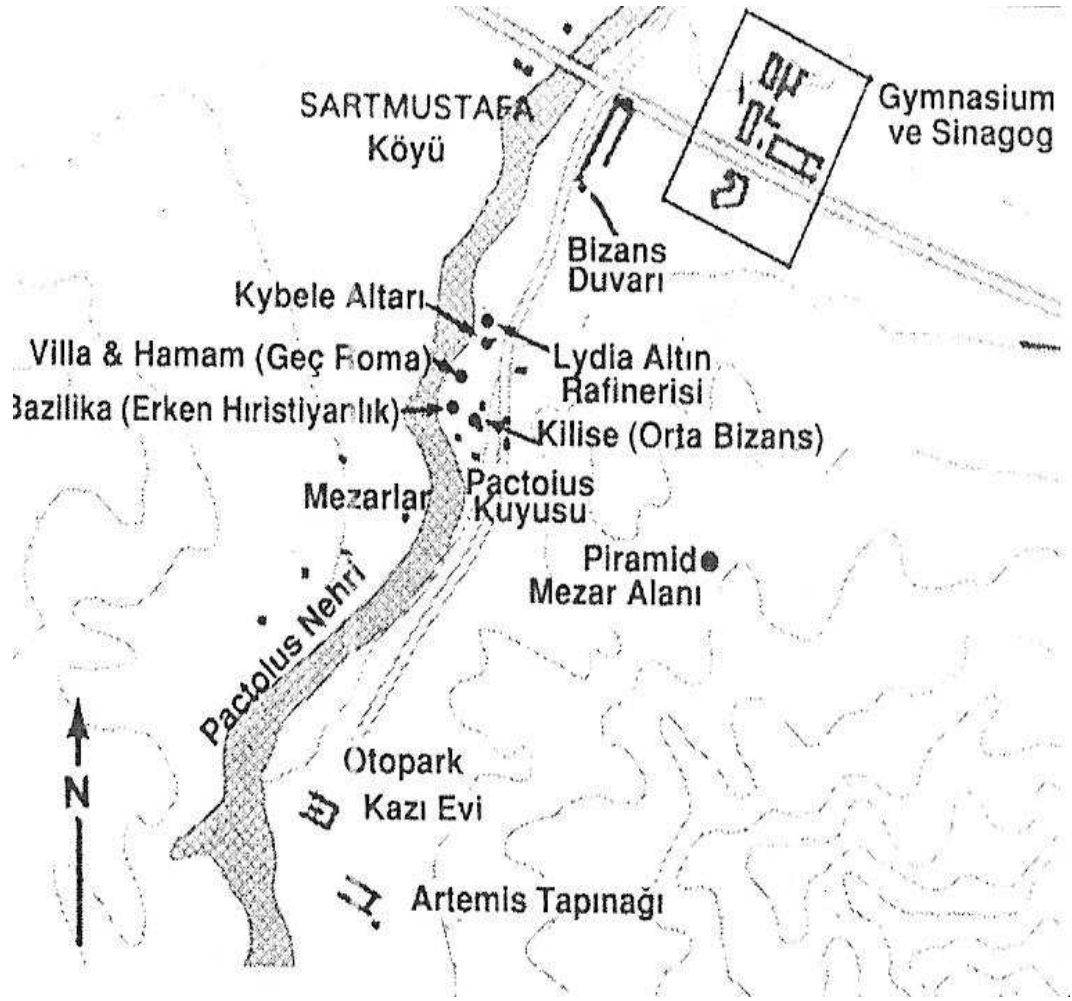 SARTMUSTAFA
Köyü
Gymnasium
ve Sinagog
Bizans
Duvarı
Kybele Altarı
Villa & Hamam (Geç Roma)
Lydia Altın
Rafinerisi
Bazilika (Erken Hıristiyanlık)
Kilise (Orta Bizans)
Mezarlar
Pactoius
Kuyusu
Piramid
Mezar Alanı
Pactolus Nehri
Otopark
Kazı Evi
N
Artemis Tapınağı